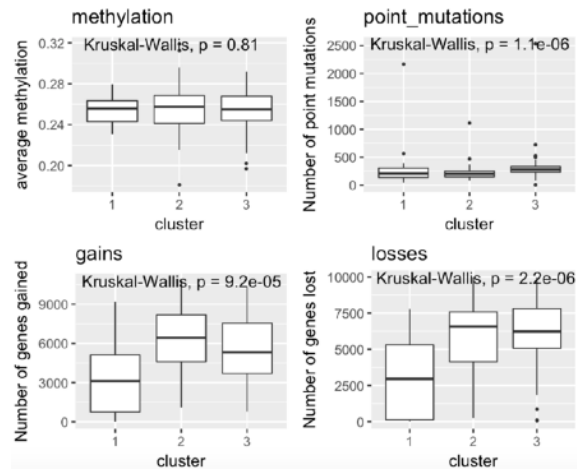 methylation
Kruskal-Wallis, p = 0.81
average methylation
0.32
0.28
0.24
0.20
1 2 3
cluster
point_mutations
Kruskal-Wallis, p = 1.1e-06
Number of point mutations
2500
2000
1500
1000
500
0
1 2 3
cluster
gains
Kruskal-Wallis, p = 9.2e-05
Number of genes gained
9000
6000
3000
0
1 2 3
cluster
losses
Kruskal-Wallis, p = 2.2e-06
Number of genes lost
10000
7500
5000
2500
0
1 2 3
cluster